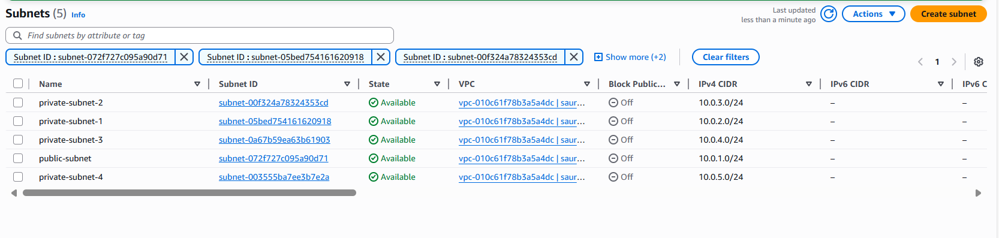 Subnets (5) Info
Last updated
less than a minute ago
Actions
Create subnet
Find subnets by attribute or tag
Subnet ID : subnet-072f727c095a90d71
Subnet ID : subnet-05bed754161620918
Subnet ID : subnet-00f324a78324353cd
Show more (+2)
Clear filters
1
Name Subnet ID State VPC Block Public... IPv4 CIDR IPv6 CIDR IPv6 C
private-subnet-2 subnet-00f324a78324353cd Available vpc-010c61f78b3a5a4dc | saur... Off 10.0.3.0/24 – –
private-subnet-1 subnet-05bed754161620918 Available vpc-010c61f78b3a5a4dc | saur... Off 10.0.2.0/24 – –
private-subnet-3 subnet-0a67b59ea63b61903 Available vpc-010c61f78b3a5a4dc | saur... Off 10.0.4.0/24 – –
public-subnet subnet-072f727c095a90d71 Available vpc-010c61f78b3a5a4dc | saur... Off 10.0.1.0/24 – –
private-subnet-4 subnet-003555ba7ee3b7e2a Available vpc-010c61f78b3a5a4dc | saur... Off 10.0.5.0/24 – –